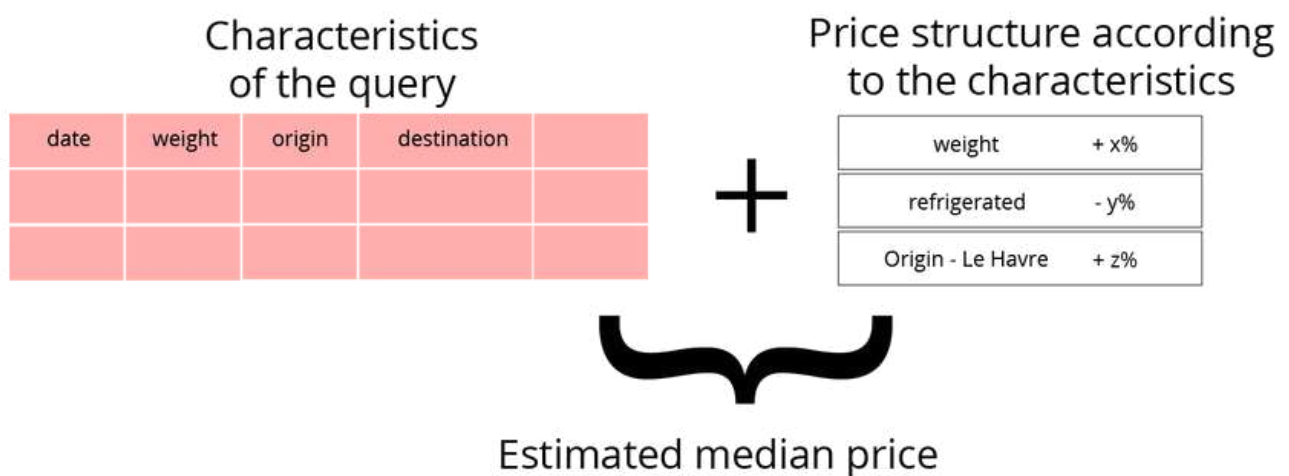 Characteristics
of the query
date weight origin destination
Price structure according
to the characteristics
+
weight + x%
refrigerated - y%
Origin - Le Havre + z%
Estimated median price